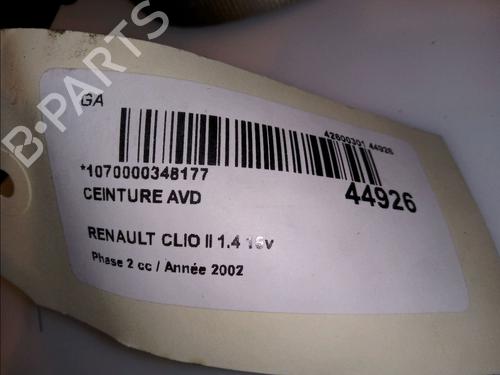 B-PARTS
GA
42600301 44926
*1070000348177
44926
CEINTURE AVD
RENAULT CLIO II 1.4 16v
Phase 2 cc / Année 2002